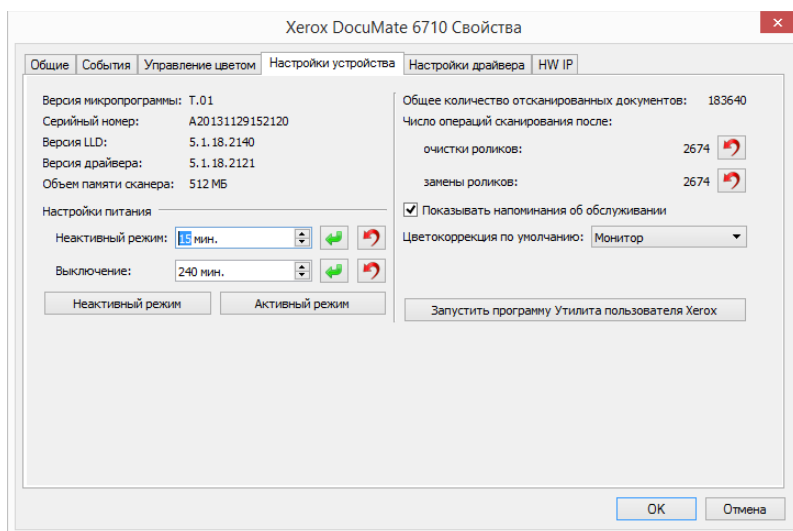 Xerox DocuMate 6710 Свойства
Общие События Управление цветом Настройки устройства Настройки драйвера HW IP
Версия микропрограммы: T.01
Серийный номер: A20131129152120
Версия LLD: 5.1.18.2140
Версия драйвера: 5.1.18.2121
Объем памяти сканера: 512 МБ
Настройки питания
Неактивный режим: 15 мин.
Выключение: 240 мин.
Неактивный режим Активный режим
Общее количество отсканированных документов: 183640
Число операций сканирования после:
очистки роликов: 2674
замены роликов: 2674
Показывать напоминания об обслуживании
Цветокоррекция по умолчанию: Монитор
Запустить программу Утилита пользователя Xerox
OK Отмена